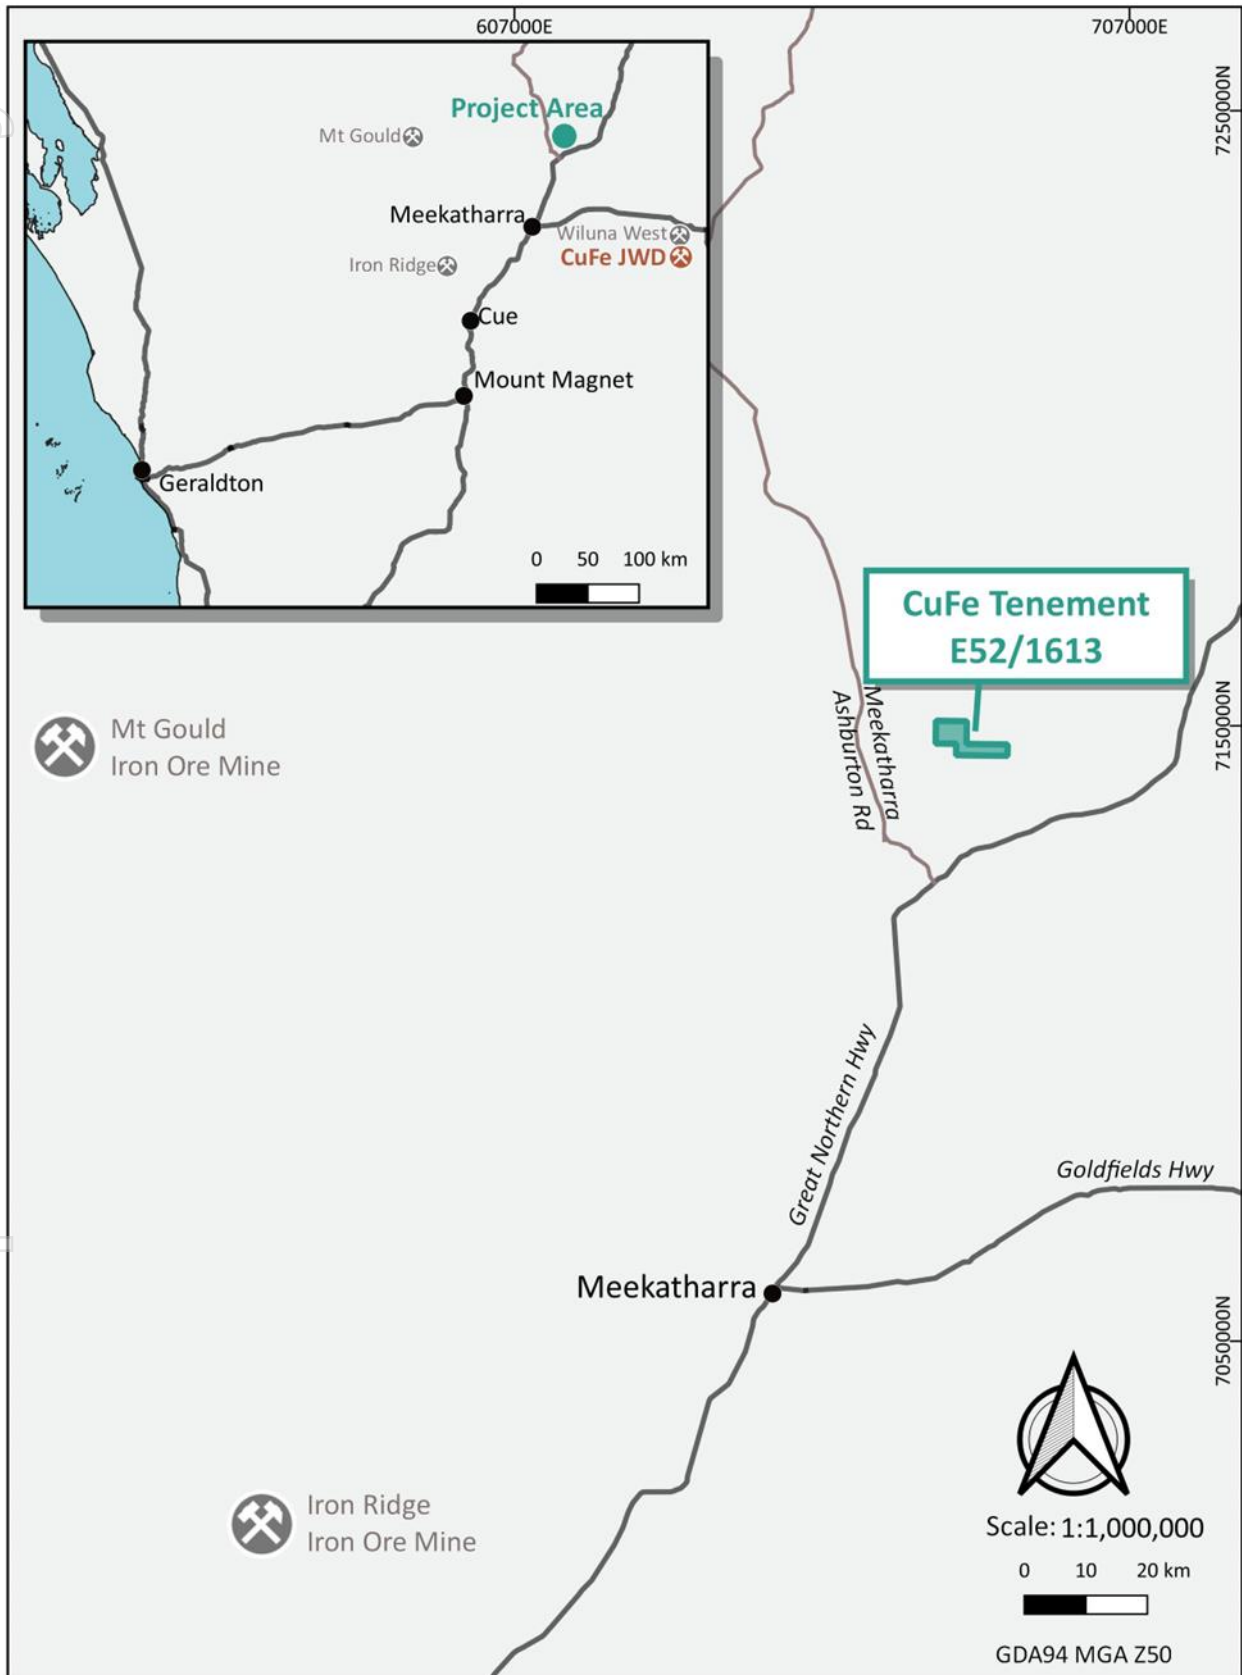 607000E
707000E
7250000N
Project Area
Mt Gould
Meekatharra
Wiluna West
CuFe JWD
Iron Ridge
Cue
Mount Magnet
Geraldton
0 50 100 km
CuFe Tenement
E52/1613
Meekatharra
Ashburton Rd
7150000N
Mt Gould
Iron Ore Mine
Great Northern Hwy
Goldfields Hwy
Meekatharra
7050000N
Iron Ridge
Iron Ore Mine
Scale: 1:1,000,000
0 10 20 km
GDA94 MGA Z50